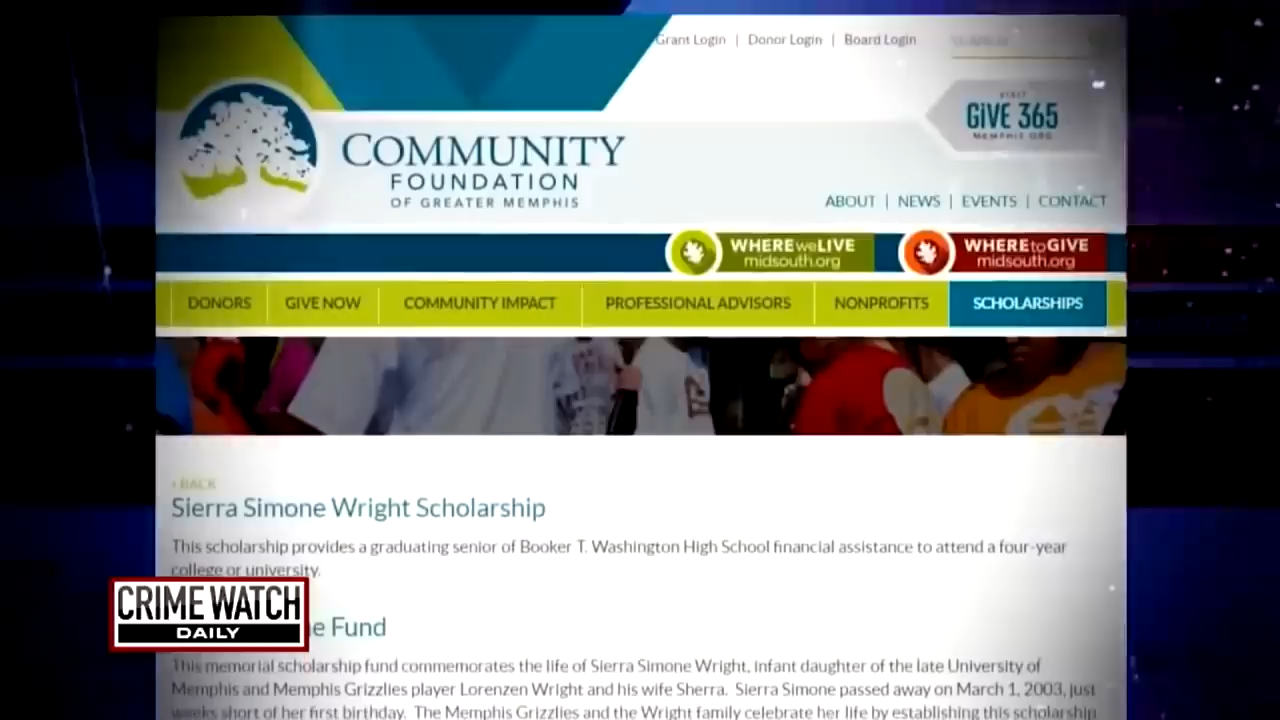 Grant Login | Donor Login | Board Login
VISIT
GiVE 365
MEMPHIS.ORG
COMMUNITY
FOUNDATION
OF GREATER MEMPHIS
ABOUT | NEWS | EVENTS | CONTACT
WHEREweLIVE
midsouth.org
WHEREtoGIVE
midsouth.org
DONORS GIVE NOW COMMUNITY IMPACT PROFESSIONAL ADVISORS NONPROFITS SCHOLARSHIPS
‹ BACK
Sierra Simone Wright Scholarship
This scholarship provides a graduating senior of Booker T. Washington High School financial assistance to attend a four-year
college or university.
CRIME WATCH
DAILY
e Fund
This memorial scholarship fund commemorates the life of Sierra Simone Wright, infant daughter of the late University of
Memphis and Memphis Grizzlies player Lorenzen Wright and his wife Sherra. Sierra Simone passed away on March 1, 2003, just
weeks short of her first birthday. The Memphis Grizzlies and the Wright family celebrate her life by establishing this scholarship